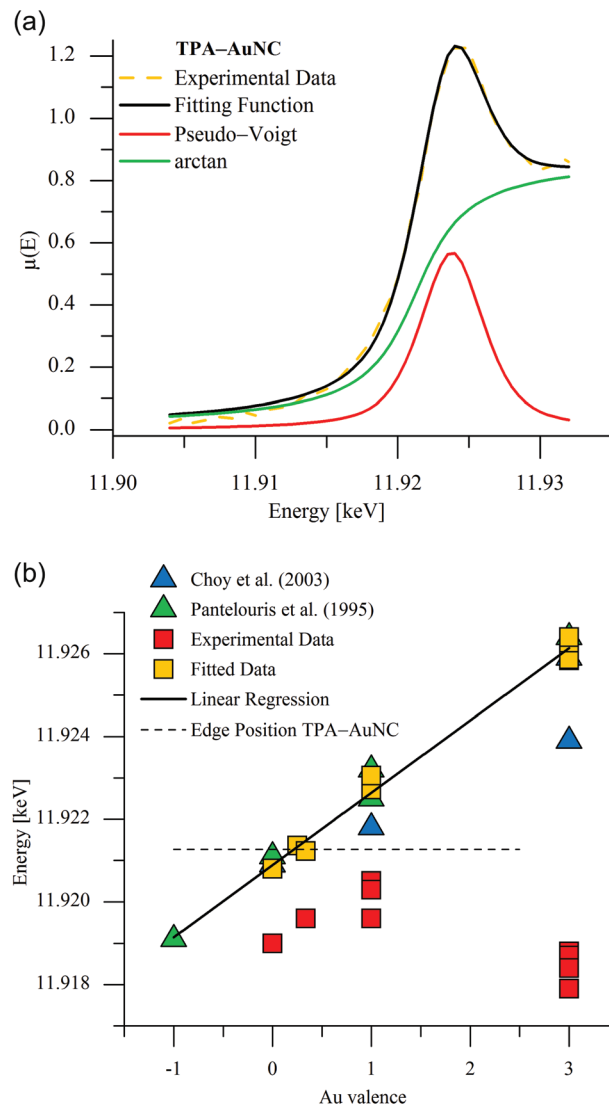 (a)
TPA–AuNC
Experimental Data
Fitting Function
Pseudo–Voigt
arctan
1.2
1.0
0.8
0.6
0.4
0.2
0.0
μ(E)
11.90 11.91 11.92 11.93
Energy [keV]
(b)
Choy et al. (2003)
Pantelouris et al. (1995)
Experimental Data
Fitted Data
Linear Regression
Edge Position TPA–AuNC
11.926
11.924
11.922
11.920
11.918
Energy [keV]
-1 0 1 2 3
Au valence